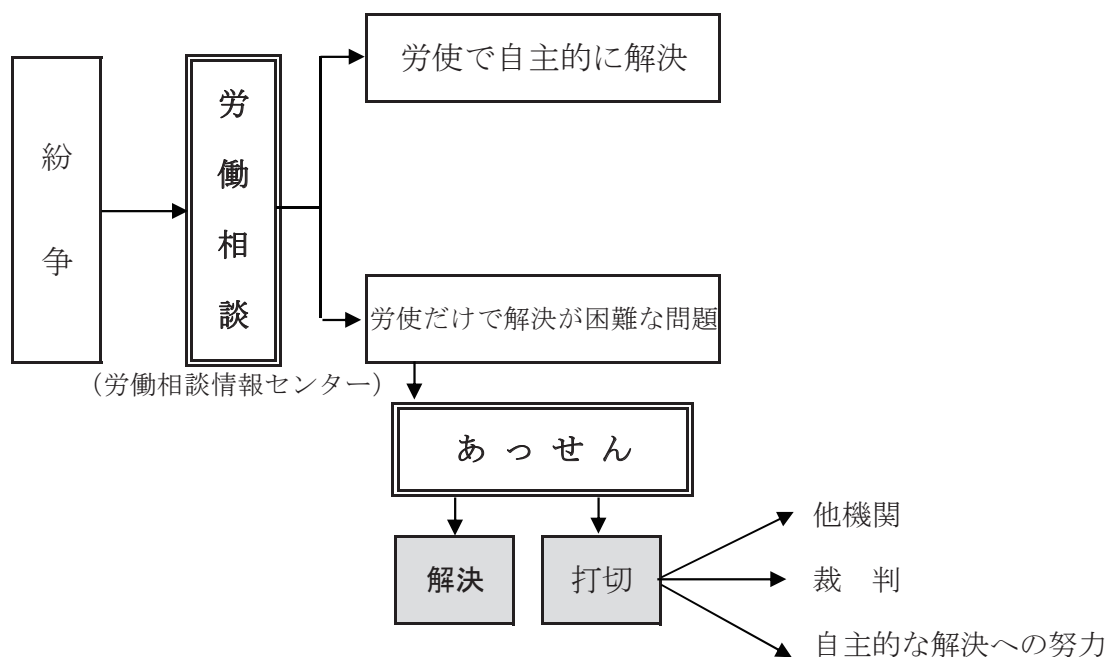 紛争
労働相談
（労働相談情報センター）
労使で自主的に解決
労使だけで解決が困難な問題
あっせん
解決
打切
他機関
裁　判
自主的な解決への努力